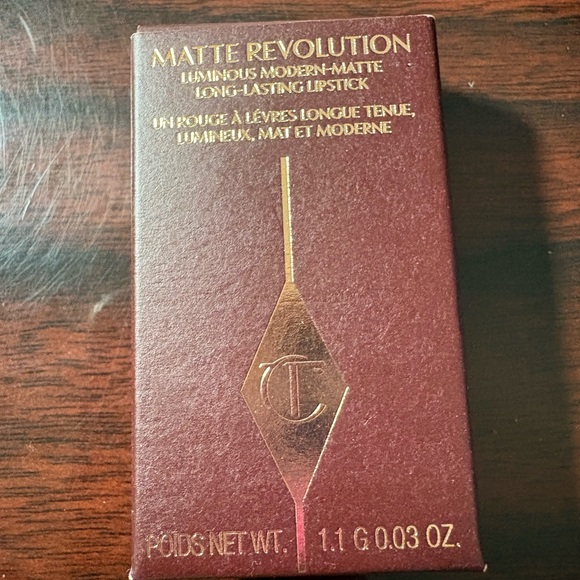 MATTE REVOLUTION
LUMINOUS MODERN-MATTE
LONG-LASTING LIPSTICK
UN ROUGE À LÈVRES LONGUE TENUE,
LUMINEUX, MAT ET MODERNE
CT
POIDS NET WT. 1.1 G 0.03 OZ.